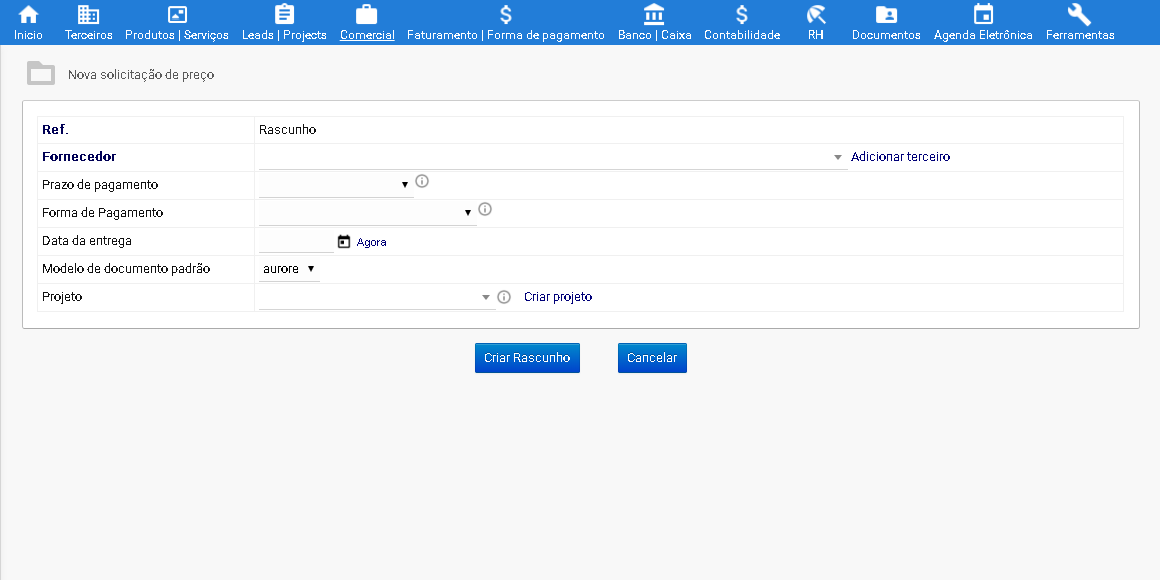 Início Terceiros Produtos | Serviços Leads | Projects Comercial Faturamento | Forma de pagamento Banco | Caixa Contabilidade RH Documentos Agenda Eletrônica Ferramentas
Nova solicitação de preço
Ref. Rascunho
Fornecedor Adicionar terceiro
Prazo de pagamento
Forma de Pagamento
Data da entrega Agora
Modelo de documento padrão aurore
Projeto Criar projeto
Criar Rascunho Cancelar